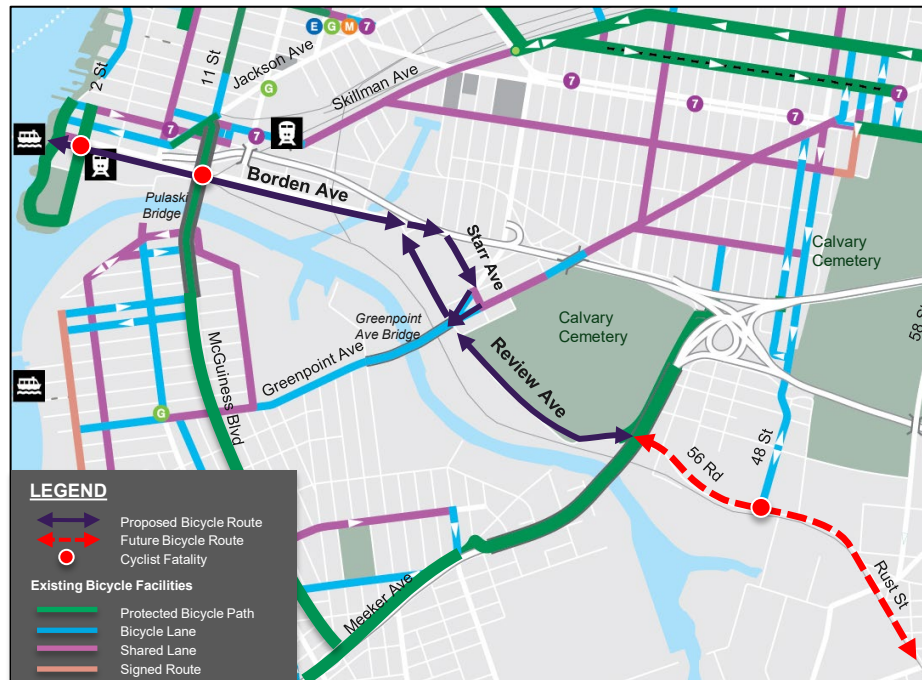 E G M 7
2 St
11 St
Jackson Ave
G
Skillman Ave
7
7
7
7
7
7
Borden Ave
Pulaski
Bridge
Starr Ave
Calvary
Cemetery
Greenpoint
Ave Bridge
Calvary
Cemetery
58 St
McGuiness Blvd
Greenpoint Ave
Review Ave
G
56 Rd
48 St
Rust St
Meeker Ave
LEGEND
Proposed Bicycle Route
Future Bicycle Route
Cyclist Fatality
Existing Bicycle Facilities
Protected Bicycle Path
Bicycle Lane
Shared Lane
Signed Route